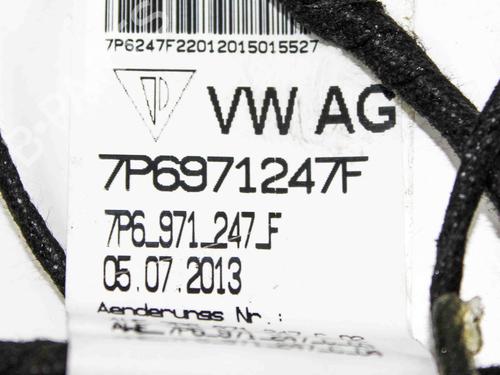 7P6247F22012015015527
VW AG
7P6971247F
7P6_971_247_F
05.07.2013
Aenderungs Nr.: